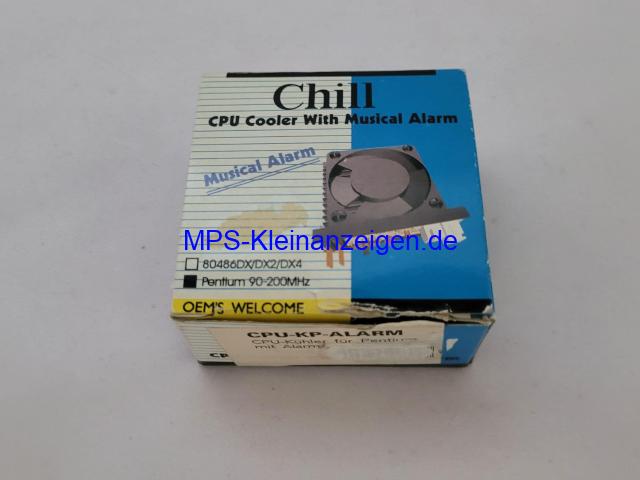 Chill
CPU Cooler With Musical Alarm
Musical Alarm
MPS-Kleinanzeigen.de
80486DX/DX2/DX4
Pentium 90-200MHz
OEM'S WELCOME
CPU-KP-ALARM
CPU-Kühler für Pentium
mit Alarm